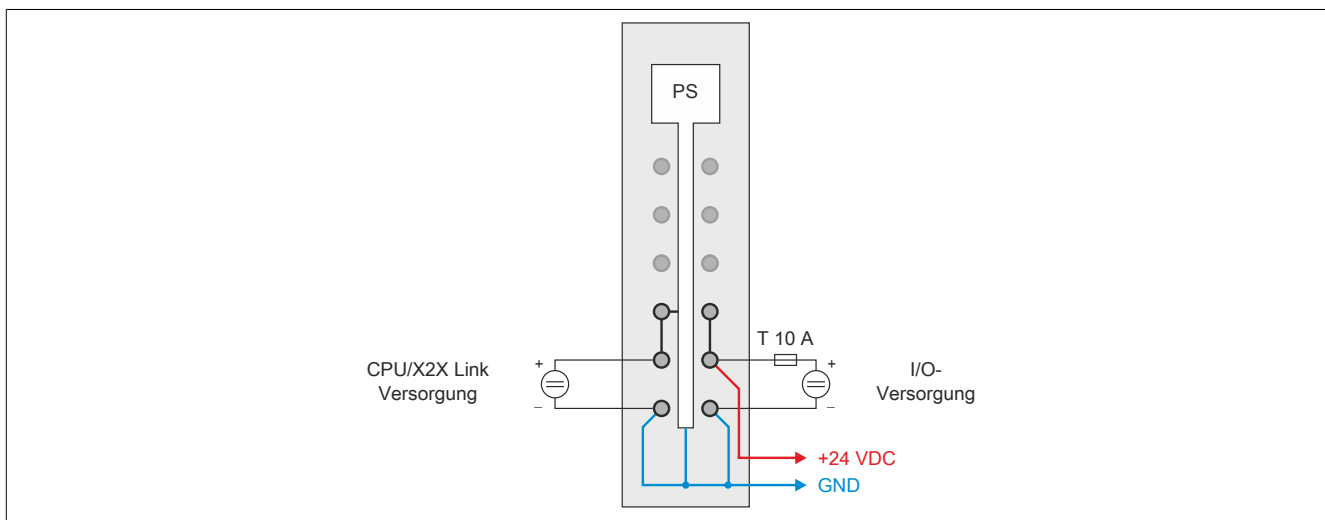 PS
T 10 A
CPU/X2X Link
Versorgung
+
−
+
−
I/O-
Versorgung
+24 VDC
GND